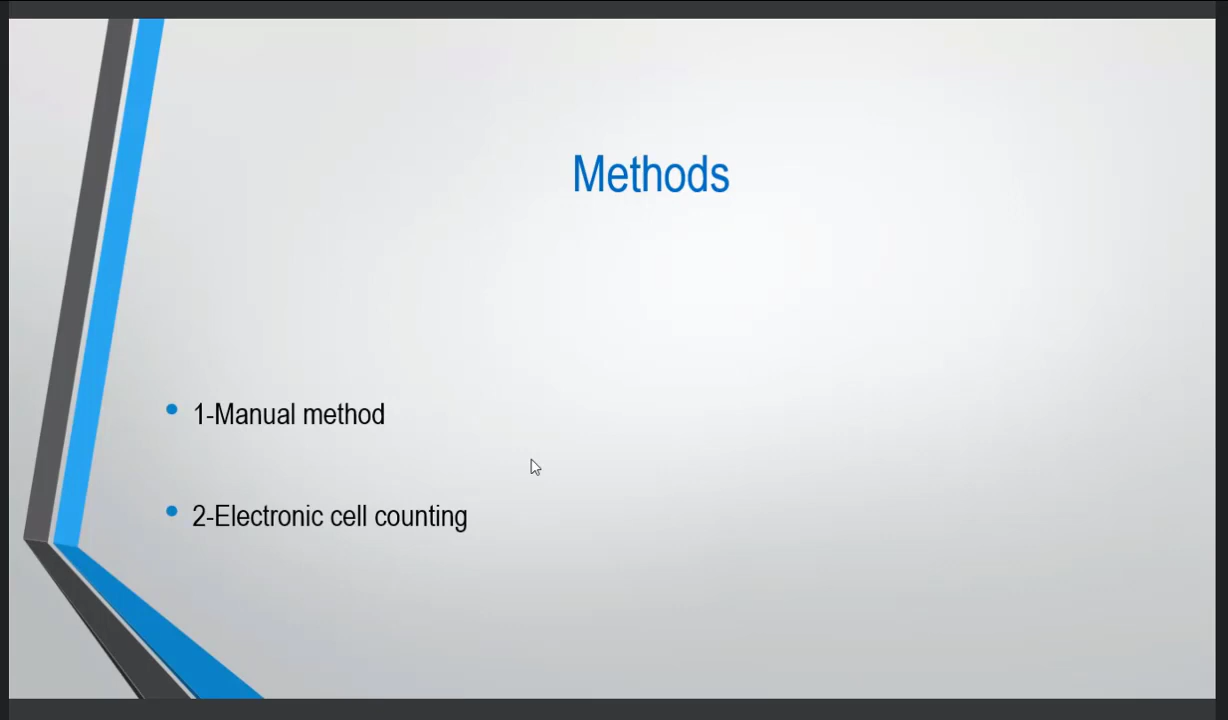 Methods
• 1-Manual method
• 2-Electronic cell counting